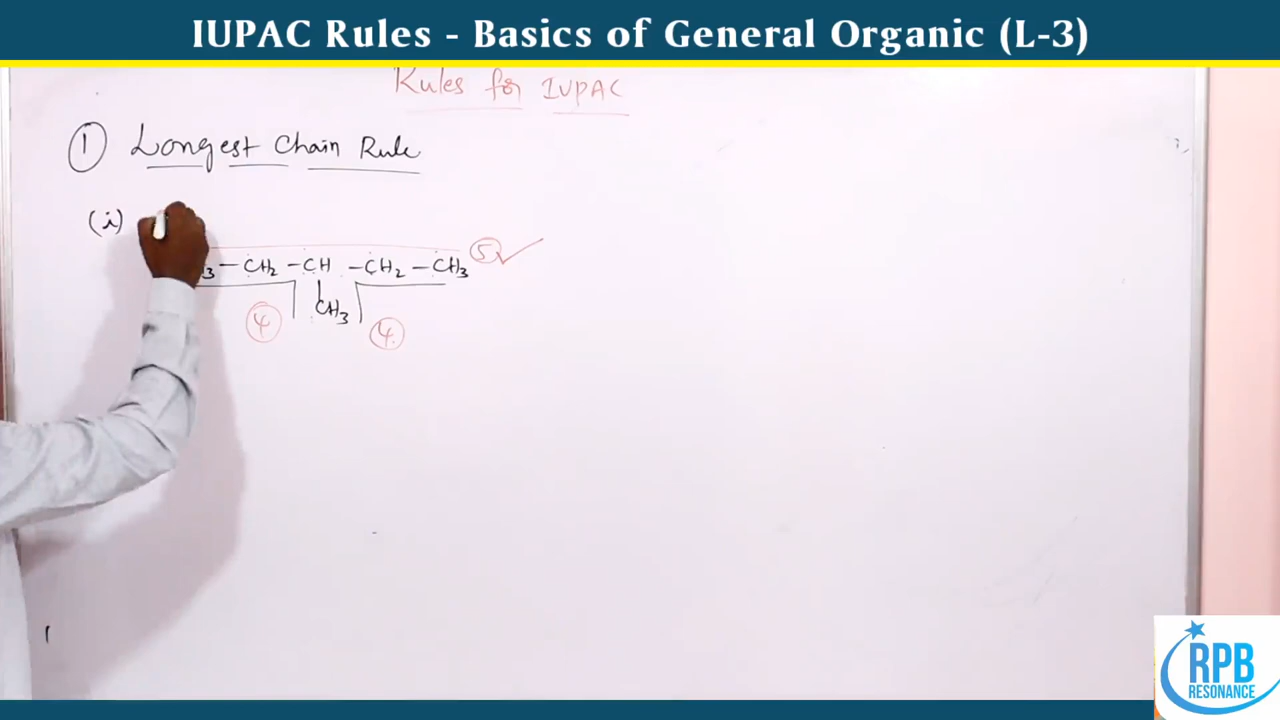 IUPAC Rules - Basics of General Organic (L-3)
Rules for IUPAC
① Longest Chain Rule
(i)
₃ – CH₂ – CH – CH₂ – CH₃ ⑤ ✓
|
CH₃
④ ④
RPB
RESONANCE